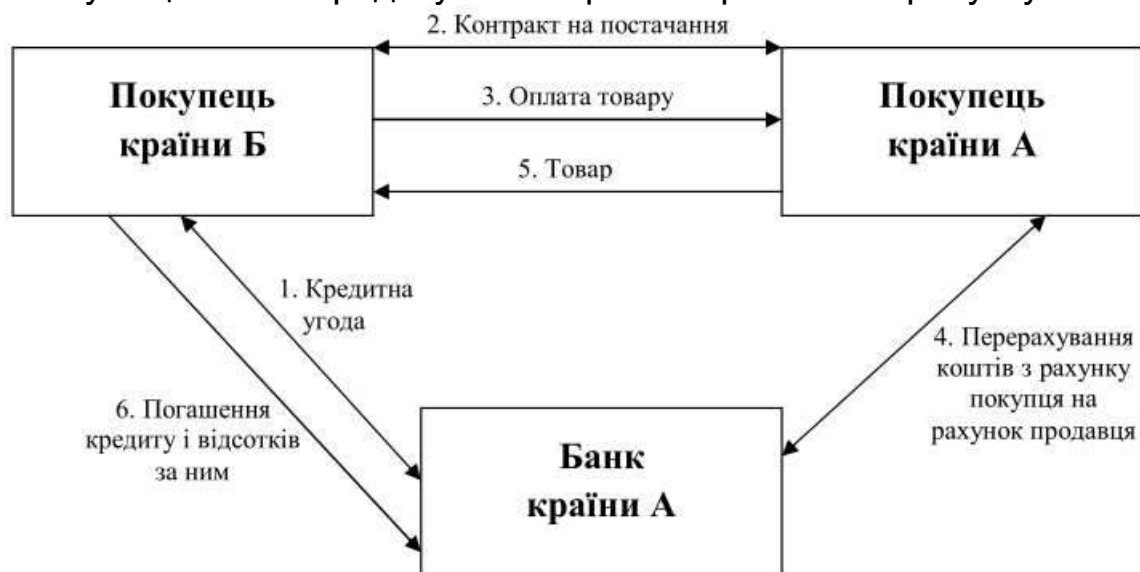 2. Контракт на постачання
Покупець
країни Б
3. Оплата товару
Покупець
країни А
5. Товар
1. Кредитна
угода
4. Перерахування
коштів з рахунку
покупця на
рахунок продавця
6. Погашення
кредиту і відсотків
за ним
Банк
країни А